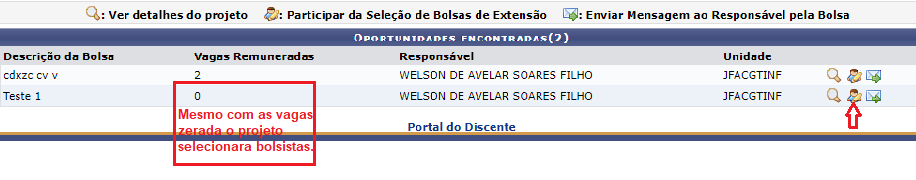 : Ver detalhes do projeto : Participar da Seleção de Bolsas de Extensão : Enviar Mensagem ao Responsável pela Bolsa
Oportunidades encontradas(2)
Descrição da Bolsa Vagas Remuneradas Responsável Unidade
cdxzc cv v 2 WELSON DE AVELAR SOARES FILHO JFACGTINF
Teste 1 0 WELSON DE AVELAR SOARES FILHO JFACGTINF
Mesmo com as vagas
zerada o projeto
selecionara bolsistas.
Portal do Discente